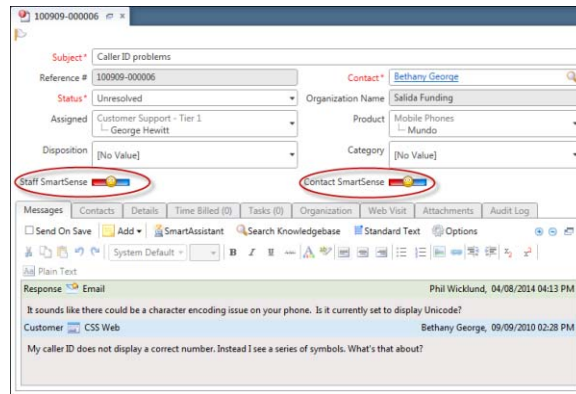 100909-000006
Subject * Caller ID problems
Reference # 100909-000006 Contact * Bethany George
Status * Unresolved Organization Name Salida Funding
Assigned Customer Support - Tier 1 Product Mobile Phones
George Hewitt Mundo
Disposition [No Value] Category [No Value]
Staff SmartSense Contact SmartSense
Messages Contacts Details Time Billed (0) Tasks (0) Organization Web Visit Attachments Audit Log
Send On Save Add SmartAssistant Search Knowledgebase Standard Text Options
System Default B I U
Aa Plain Text
Response Email Phil Wicklund, 04/08/2014 04:13 PM
It sounds like there could be a character encoding issue on your phone. Is it currently set to display Unicode?
Customer CSS Web Bethany George, 09/09/2010 02:28 PM
My caller ID does not display a correct number. Instead I see a series of symbols. What's that about?